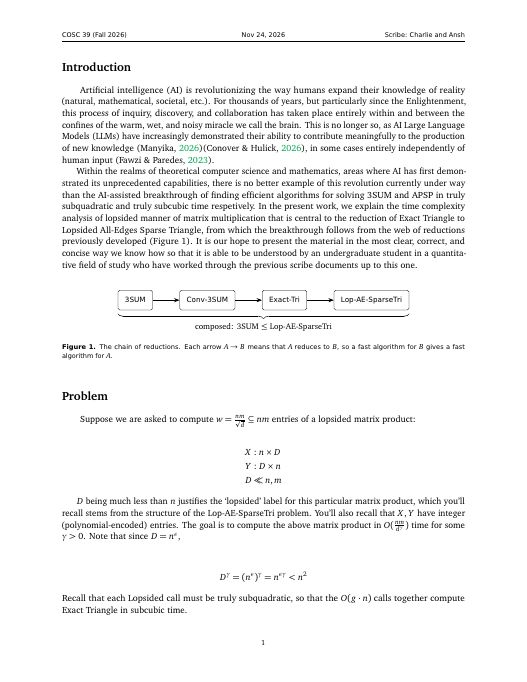 COSC 39 (Fall 2026) Nov 24, 2026 Scribe: Charlie and Ansh
Introduction
Artificial intelligence (AI) is revolutionizing the way humans expand their knowledge of reality
(natural, mathematical, societal, etc.). For thousands of years, but particularly since the Enlightenment,
this process of inquiry, discovery, and collaboration has taken place entirely within and between the
confines of the warm, wet, and noisy miracle we call the brain. This is no longer so, as AI Large Language
Models (LLMs) have increasingly demonstrated their ability to contribute meaningfully to the production
of new knowledge (Manyika, 2026)(Conover & Hulick, 2026), in some cases entirely independently of
human input (Fawzi & Paredes, 2023).
Within the realms of theoretical computer science and mathematics, areas where AI has first demon-
strated its unprecedented capabilities, there is no better example of this revolution currently under way
than the AI-assisted breakthrough of finding efficient algorithms for solving 3SUM and APSP in truly
subquadratic and truly subcubic time respetively. In the present work, we explain the time complexity
analysis of lopsided manner of matrix multiplication that is central to the reduction of Exact Triangle to
Lopsided All-Edges Sparse Triangle, from which the breakthrough follows from the web of reductions
previously developed (Figure 1). It is our hope to present the material in the most clear, correct, and
concise way we know how so that it is able to be understood by an undergraduate student in a quantita-
tive field of study who have worked through the previous scribe documents up to this one.
3SUM Conv-3SUM Exact-Tri Lop-AE-SparseTri
composed: 3SUM ≤ Lop-AE-SparseTri
Figure 1. The chain of reductions. Each arrow A → B means that A reduces to B, so a fast algorithm for B gives a fast
algorithm for A.
Problem
Suppose we are asked to compute w = nm/√d ⊆ nm entries of a lopsided matrix product:
X : n × D
Y : D × n
D ≪ n, m
D being much less than n justifies the 'lopsided' label for this particular matrix product, which you'll
recall stems from the structure of the Lop-AE-SparseTri problem. You'll also recall that X, Y have integer
(polynomial-encoded) entries. The goal is to compute the above matrix product in O(nm/d^γ) time for some
γ > 0. Note that since D = n^ε,
D^γ = (n^ε)^γ = n^εγ < n^2
Recall that each Lopsided call must be truly subquadratic, so that the O(g · n) calls together compute
Exact Triangle in subcubic time.
1